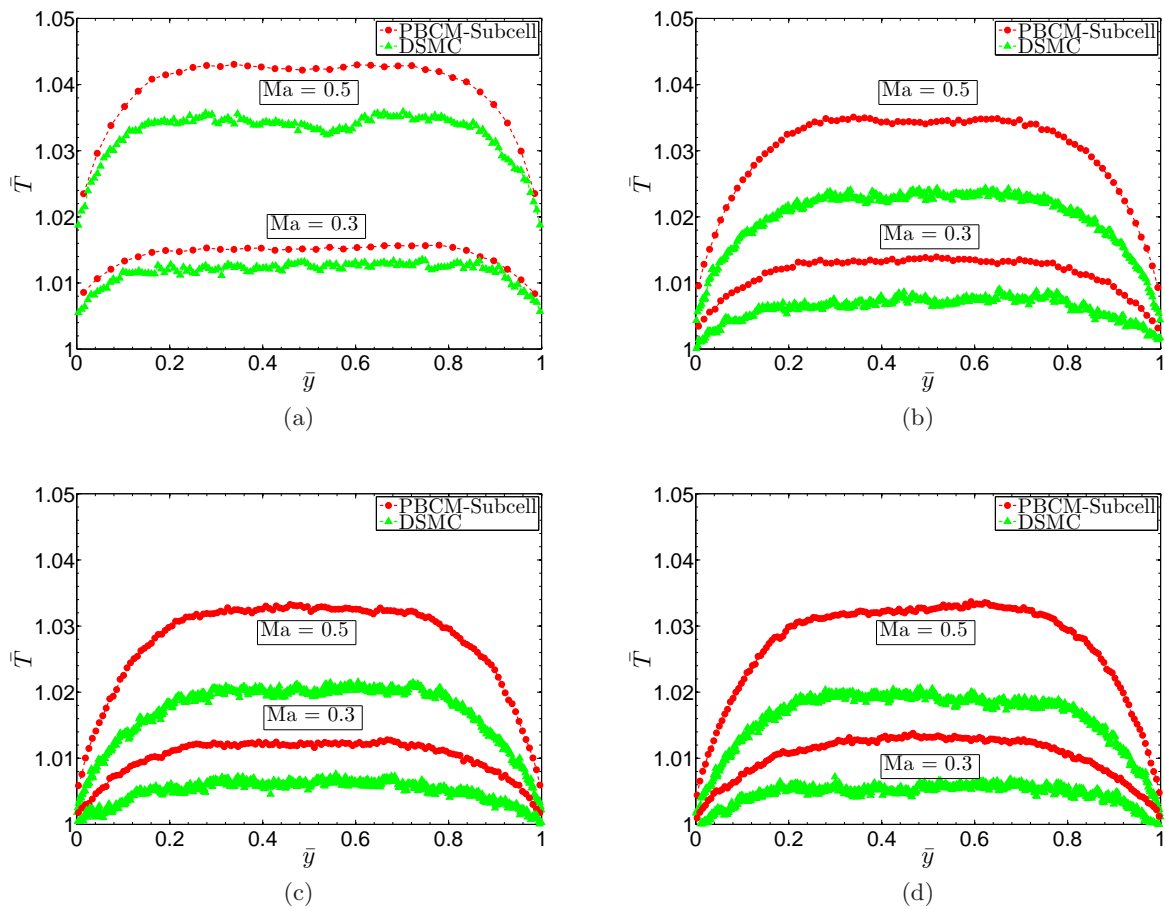 1.05
PBCM-Subcell
DSMC
1.04
Ma = 0.5
1.03
T̄
1.02
Ma = 0.3
1.01
1
0 0.2 0.4 0.6 0.8 1
ȳ
(a)
1.05
PBCM-Subcell
DSMC
1.04
Ma = 0.5
1.03
T̄
1.02
Ma = 0.3
1.01
1
0 0.2 0.4 0.6 0.8 1
ȳ
(b)
1.05
PBCM-Subcell
DSMC
1.04
1.03
Ma = 0.5
T̄
1.02
Ma = 0.3
1.01
1
0 0.2 0.4 0.6 0.8 1
ȳ
(c)
1.05
PBCM-Subcell
DSMC
1.04
1.03
Ma = 0.5
T̄
1.02
1.01
Ma = 0.3
1
0 0.2 0.4 0.6 0.8 1
ȳ
(d)